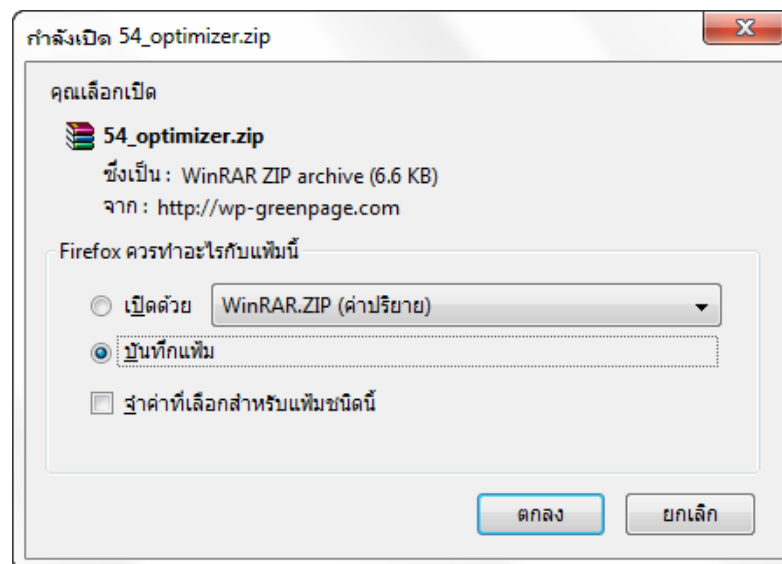 กำลังเปิด 54_optimizer.zip
คุณเลือกเปิด
54_optimizer.zip
ซึ่งเป็น : WinRAR ZIP archive (6.6 KB)
จาก : http://wp-greenpage.com
Firefox ควรทำอะไรกับแฟ้มนี้
เปิดด้วย WinRAR.ZIP (ค่าปริยาย)
บันทึกแฟ้ม
จำค่าที่เลือกสำหรับแฟ้มชนิดนี้
ตกลง ยกเลิก